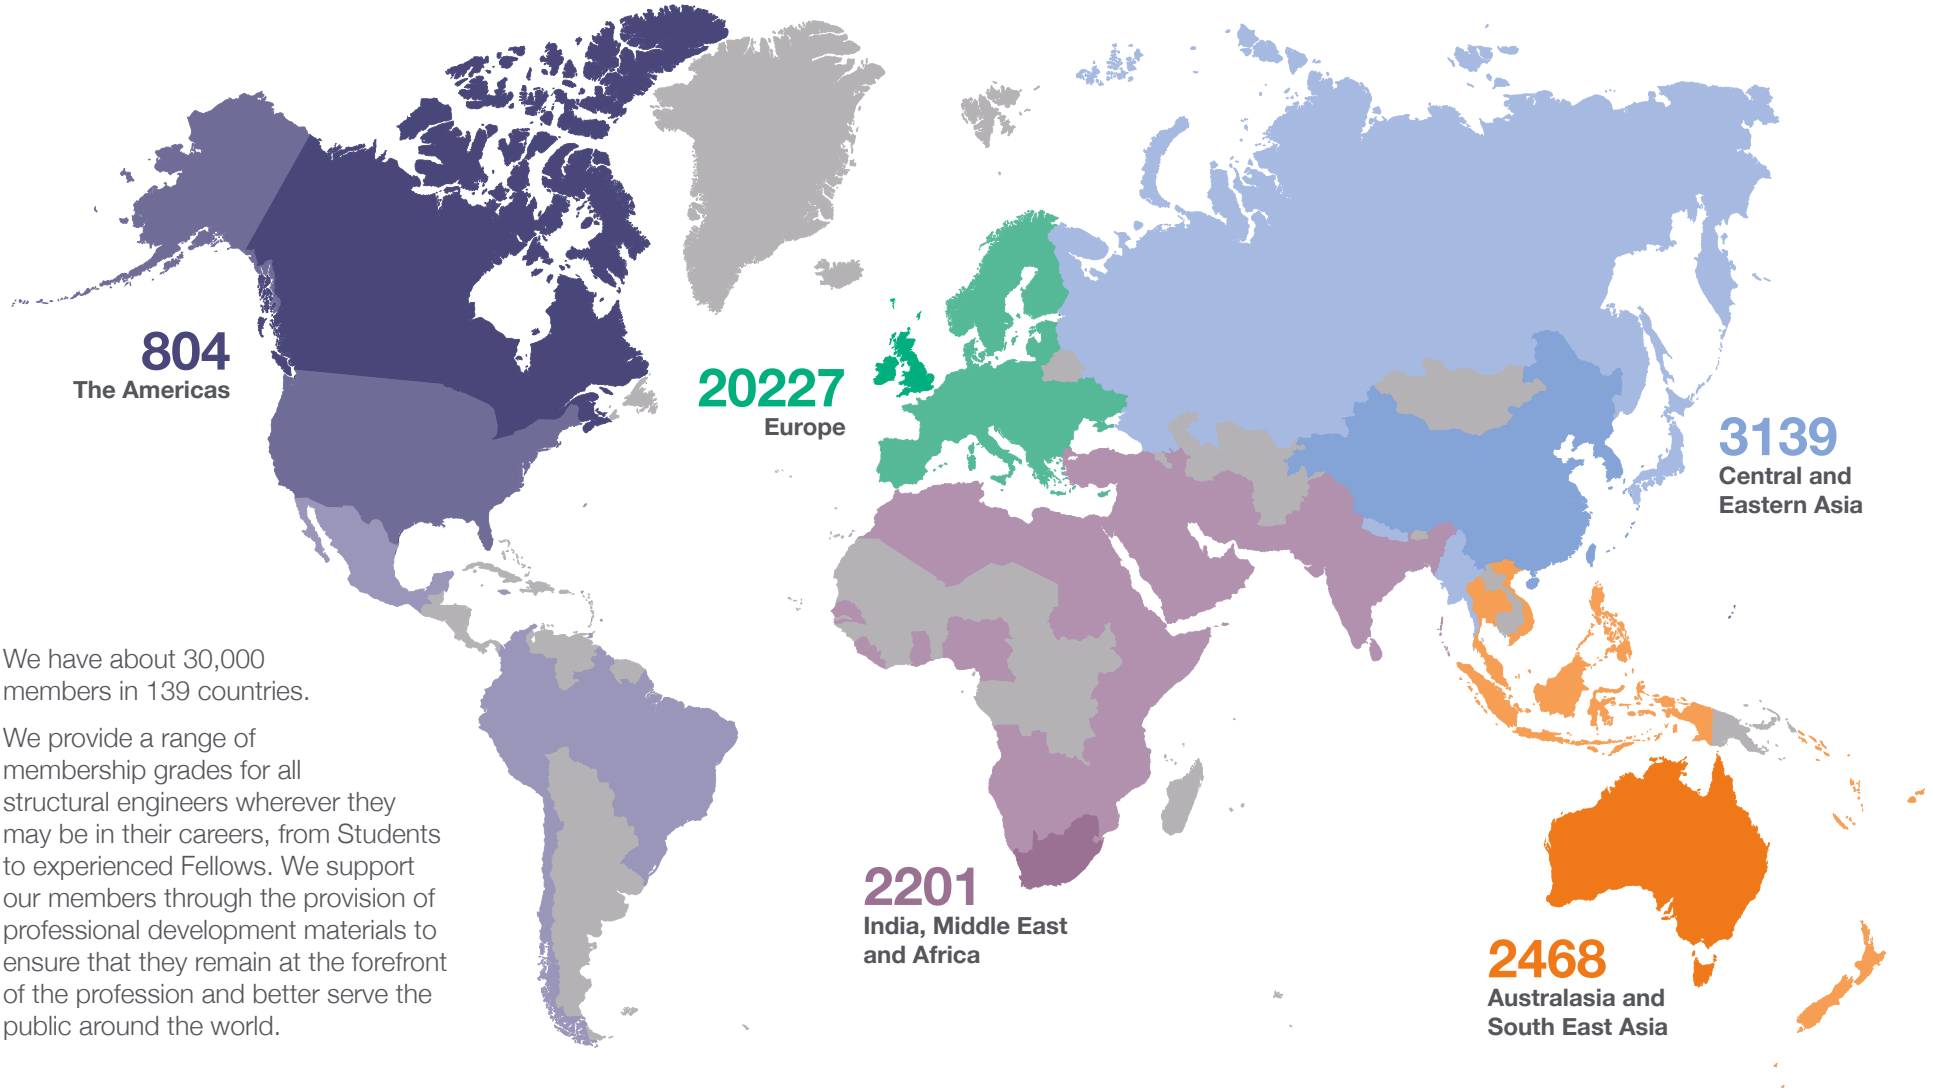 804
The Americas
20227
Europe
3139
Central and
Eastern Asia
We have about 30,000
members in 139 countries.
We provide a range of
membership grades for all
structural engineers wherever they
may be in their careers, from Students
to experienced Fellows. We support
our members through the provision of
professional development materials to
ensure that they remain at the forefront
of the profession and better serve the
public around the world.
2201
India, Middle East
and Africa
2468
Australasia and
South East Asia